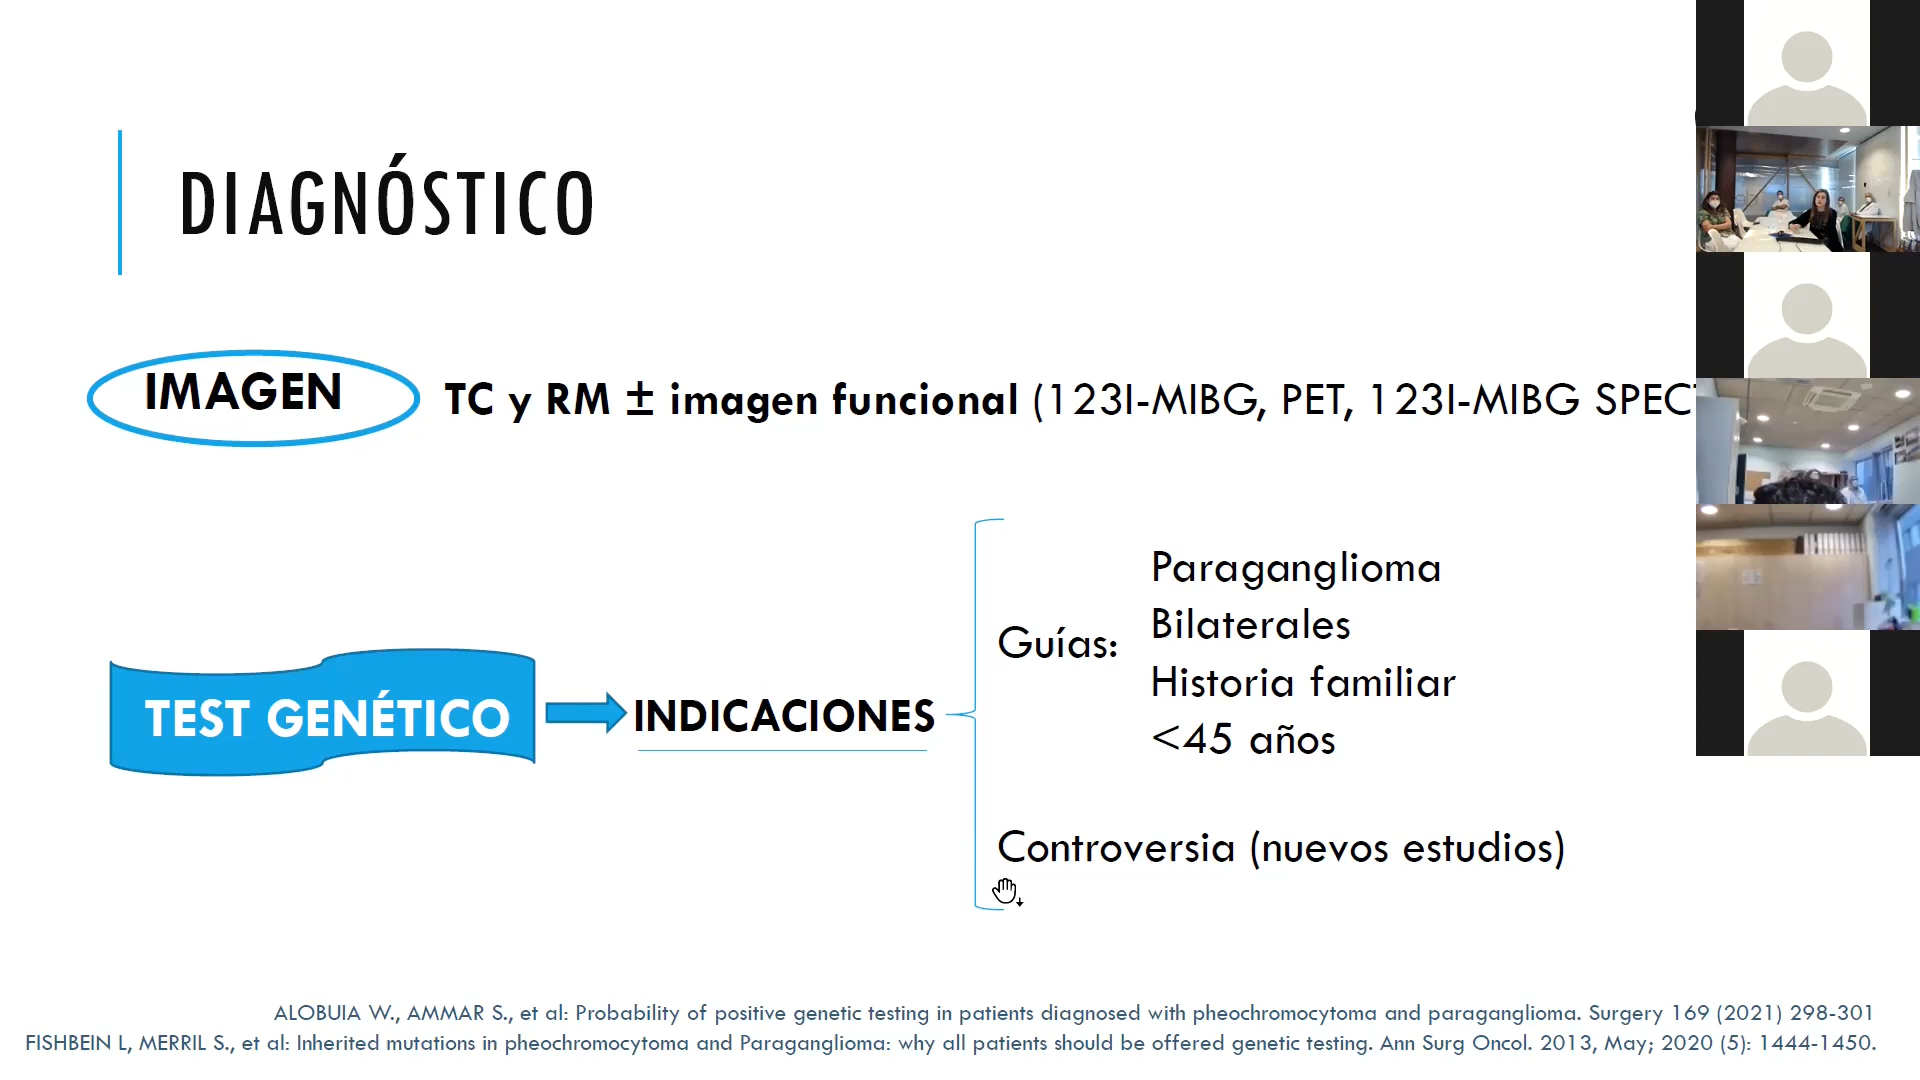 DIAGNÓSTICO
IMAGEN
TC y RM ± imagen funcional (123I-MIBG, PET, 123I-MIBG SPEC
TEST GENÉTICO
INDICACIONES
Guías:
Paraganglioma
Bilaterales
Historia familiar
<45 años
Controversia (nuevos estudios)
ALOBUIA W., AMMAR S., et al: Probability of positive genetic testing in patients diagnosed with pheochromocytoma and paraganglioma. Surgery 169 (2021) 298-301
FISHBEIN L, MERRIL S., et al: Inherited mutations in pheochromocytoma and Paraganglioma: why all patients should be offered genetic testing. Ann Surg Oncol. 2013, May; 2020 (5): 1444-1450.